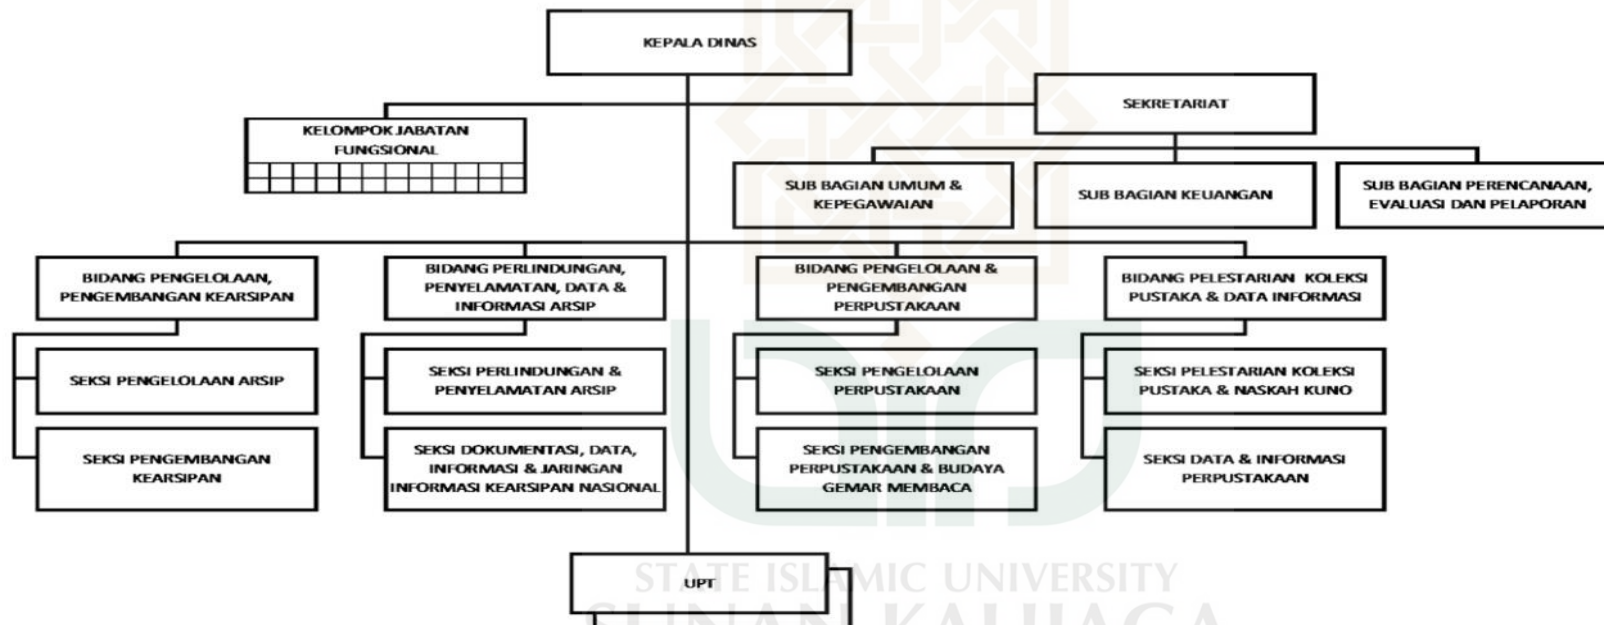 KEPALA DINAS
SEKRETARIAT
KELOMPOK JABATAN
FUNGSIONAL
SUB BAGIAN UMUM &
KEPEGAWAIAN
SUB BAGIAN KEUANGAN
SUB BAGIAN PERENCANAAN,
EVALUASI DAN PELAPORAN
BIDANG PENGELOLAAN,
PENGEMBANGAN KEARSIPAN
BIDANG PERLINDUNGAN,
PENYELAMATAN, DATA &
INFORMASI ARSIP
BIDANG PENGELOLAAN &
PENGEMBANGAN
PERPUSTAKAAN
BIDANG PELESTARIAN KOLEKSI
PUSTAKA & DATA INFORMASI
SEKSI PENGELOLAAN ARSIP
SEKSI PERLINDUNGAN &
PENYELAMATAN ARSIP
SEKSI PENGELOLAAN
PERPUSTAKAAN
SEKSI PELESTARIAN KOLEKSI
PUSTAKA & NASKAH KUNO
SEKSI PENGEMBANGAN
KEARSIPAN
SEKSI DOKUMENTASI, DATA,
INFORMASI & JARINGAN
INFORMASI KEARSIPAN NASIONAL
SEKSI PENGEMBANGAN
PERPUSTAKAAN & BUDAYA
GEMAR MEMBACA
SEKSI DATA & INFORMASI
PERPUSTAKAAN
UPT
STATE ISLAMIC UNIVERSITY
SUNAN KALIJAGA